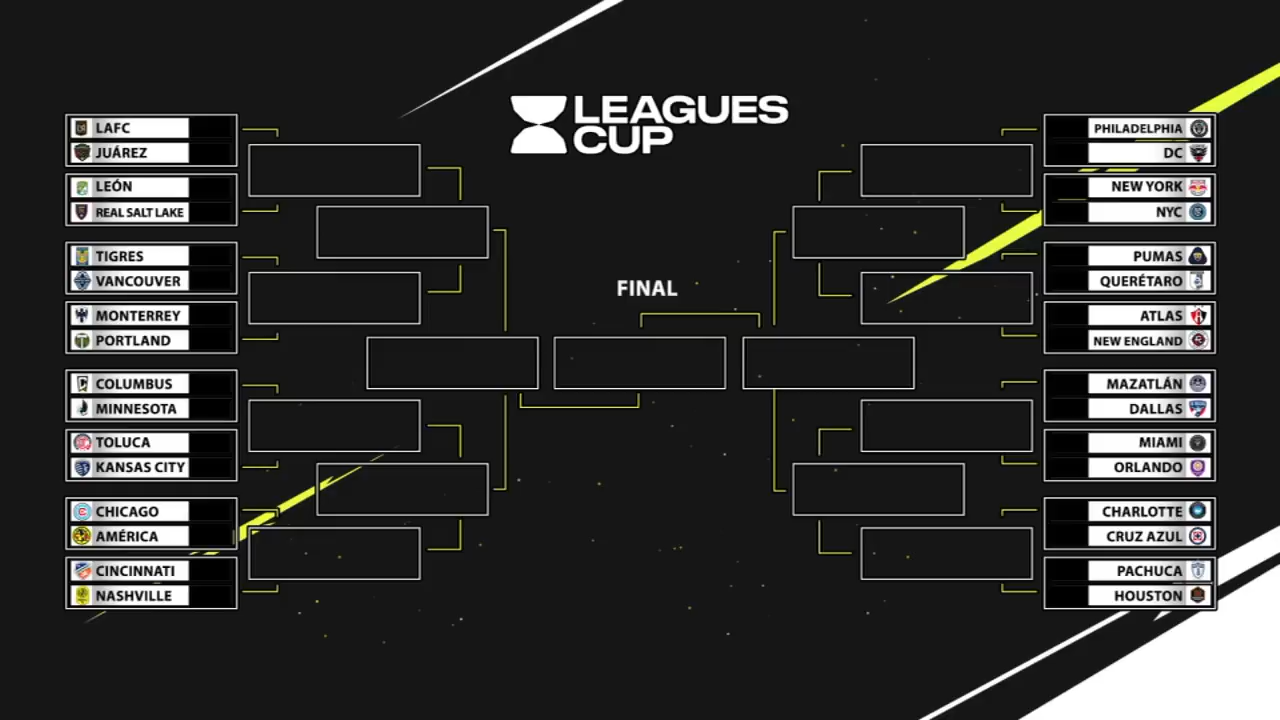 LEAGUES
CUP
LAFC
JUÁREZ
LEÓN
REAL SALT LAKE
TIGRES
VANCOUVER
MONTERREY
PORTLAND
COLUMBUS
MINNESOTA
TOLUCA
KANSAS CITY
CHICAGO
AMÉRICA
CINCINNATI
NASHVILLE
FINAL
PHILADELPHIA
DC
NEW YORK
NYC
PUMAS
QUERÉTARO
ATLAS
NEW ENGLAND
MAZATLÁN
DALLAS
MIAMI
ORLANDO
CHARLOTTE
CRUZ AZUL
PACHUCA
HOUSTON